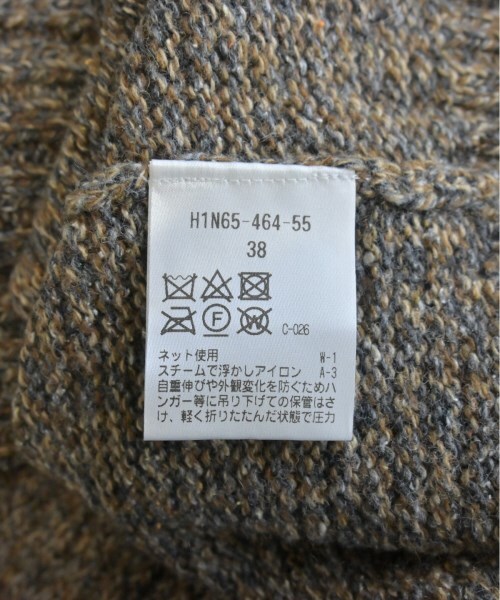 H1N65-464-55
38
F
W
C-026
ネット使用 W-1
スチームで浮かしアイロン A-3
自重伸びや外観変化を防ぐためハ
ンガー等に吊り下げての保管はさ
け、軽く折りたたんだ状態で圧力